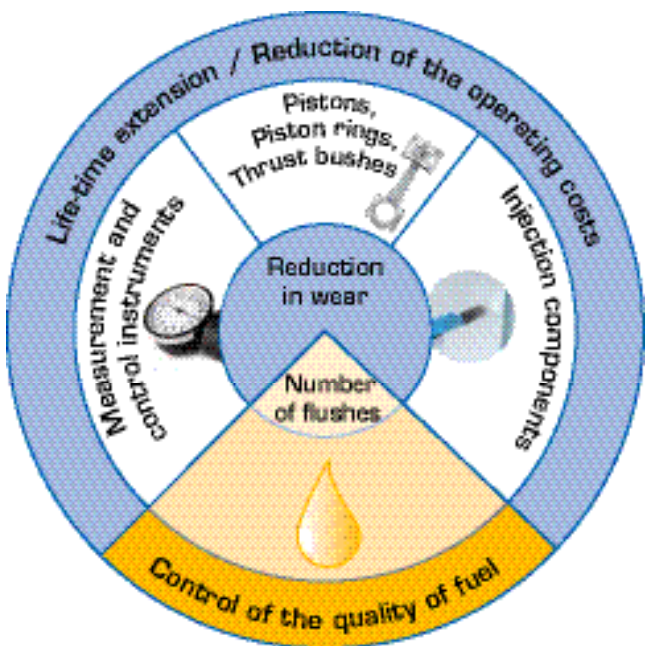 Life-time extension / Reduction of the operating costs
Pistons,
Piston rings,
Thrust bushes
Measurement and
control instruments
Injection components
Reduction
in wear
Number
of flushes
Control of the quality of fuel